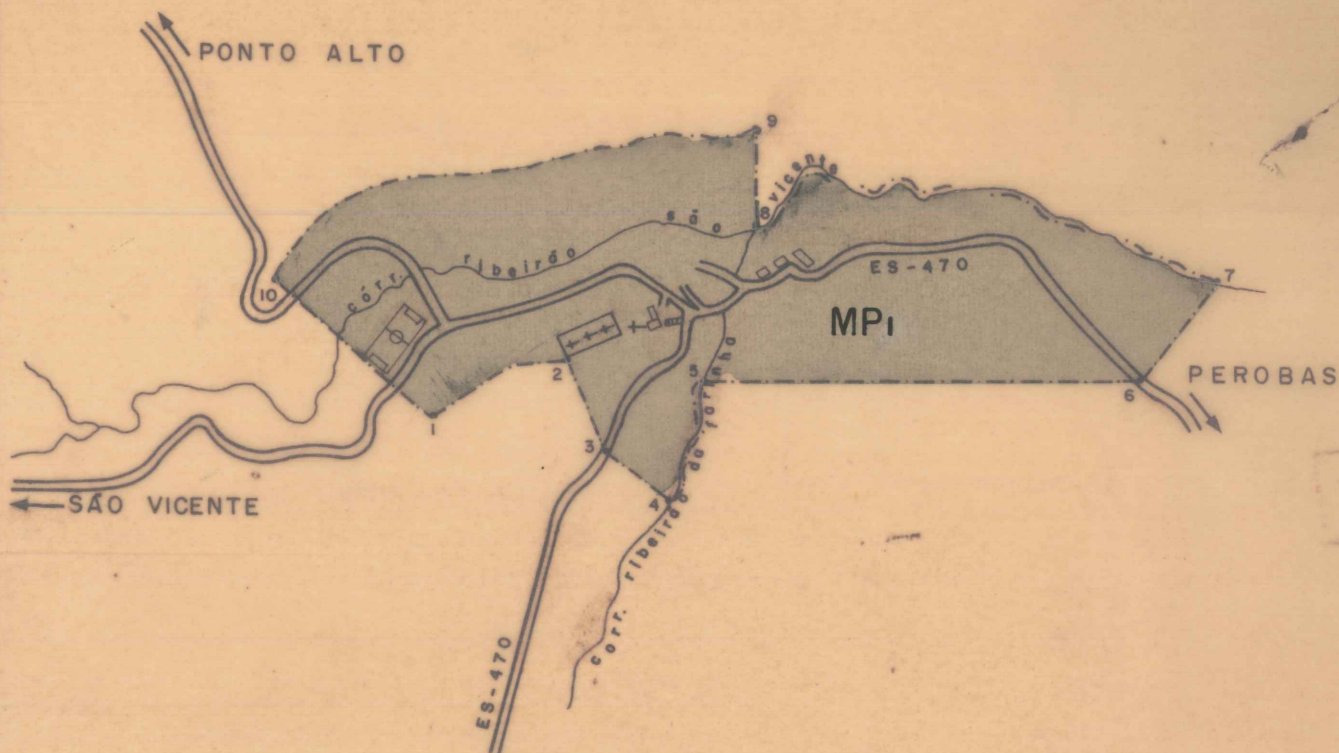 PONTO ALTO
9
8
ribeirão são vicente
7
ES-470
10
córr.
MP1
2
5
6
PEROBAS
1
3
4
SÃO VICENTE
corr. ribeirão da farinha
ES-470